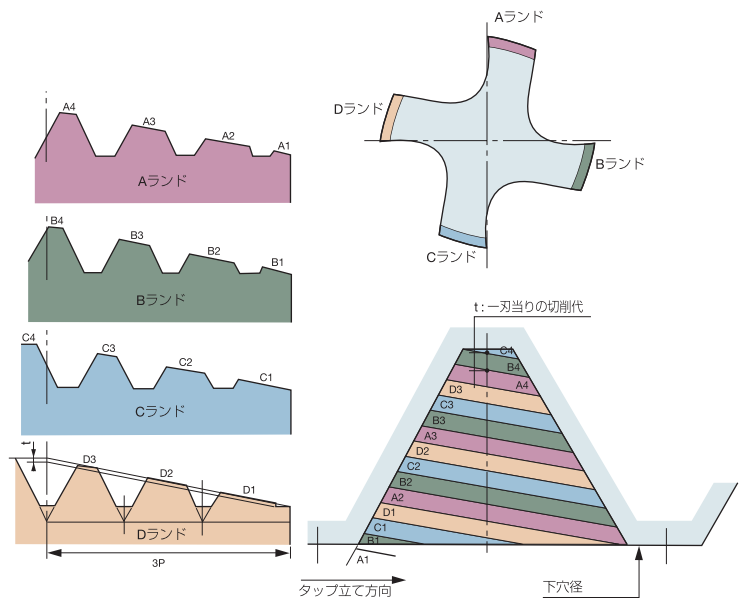 Aランド
Dランド
Bランド
Cランド
A4
A3
A2
A1
Aランド
B4
B3
B2
B1
Bランド
C4
C3
C2
C1
Cランド
t
D3
D2
D1
Dランド
3P
t:一刃当りの切削代
C4
B4
A4
D3
C3
B3
A3
D2
C2
B2
A2
D1
C1
B1
A1
タップ立て方向
下穴径